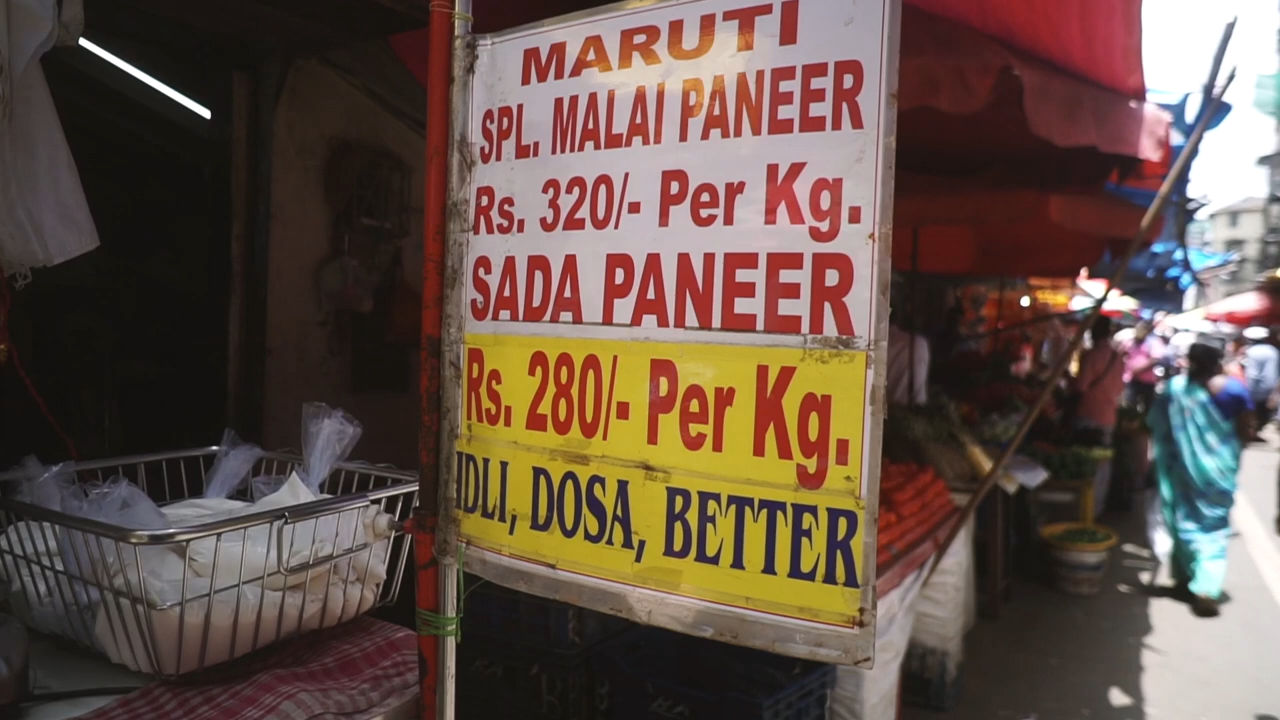 MARUTI
SPL. MALAI PANEER
Rs. 320/- Per Kg.
SADA PANEER
Rs. 280/- Per Kg.
IDLI, DOSA, BETTER